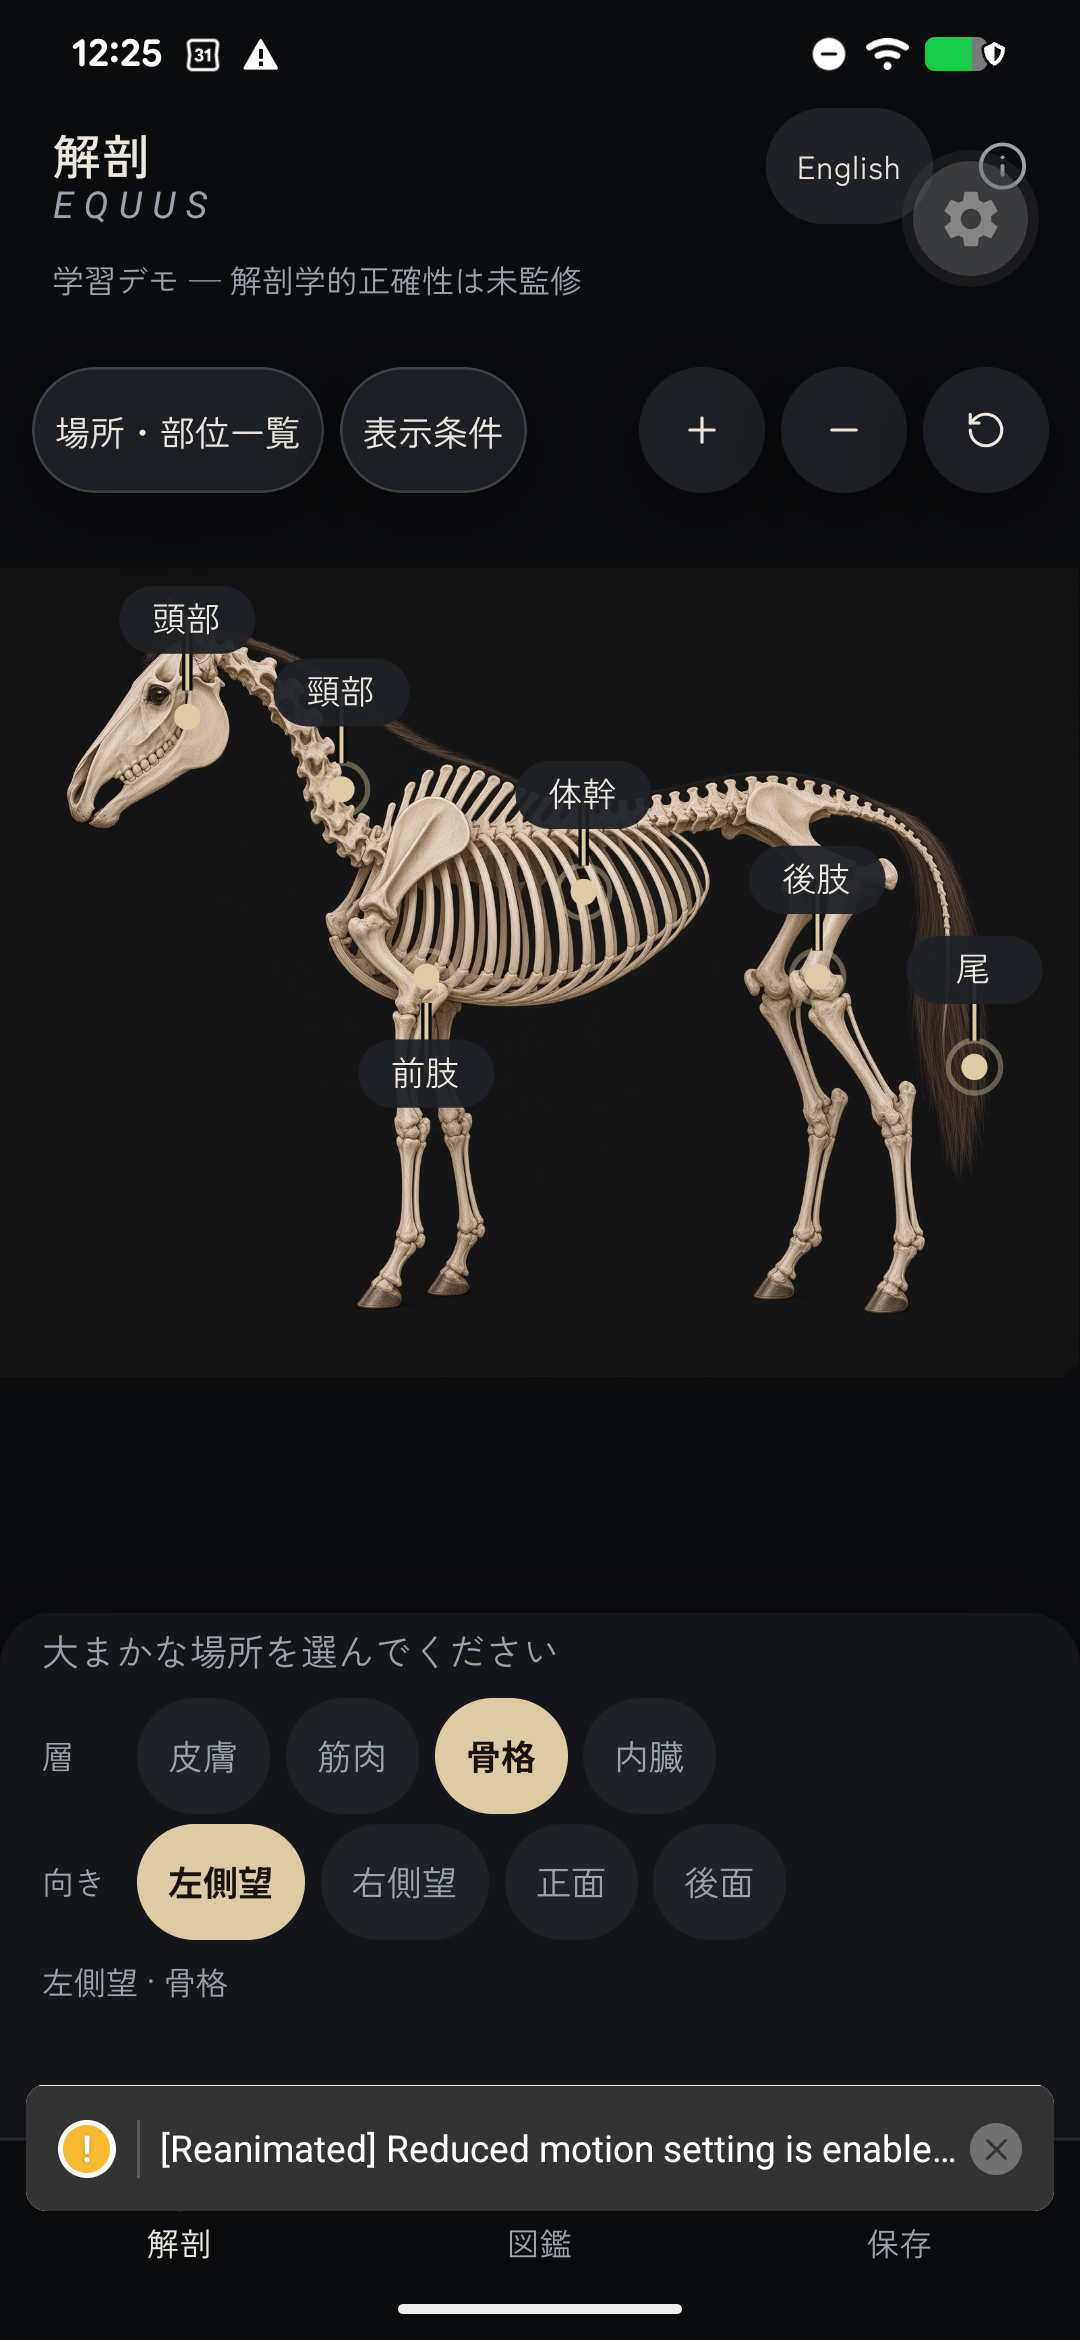 12:25
31
解剖
EQUUS
English
学習デモ — 解剖学的正確性は未監修
場所・部位一覧
表示条件
頭部
頸部
体幹
後肢
尾
前肢
大まかな場所を選んでください
層
皮膚
筋肉
骨格
内臓
向き
左側望
右側望
正面
後面
左側望 · 骨格
[Reanimated] Reduced motion setting is enable…
解剖
図鑑
保存